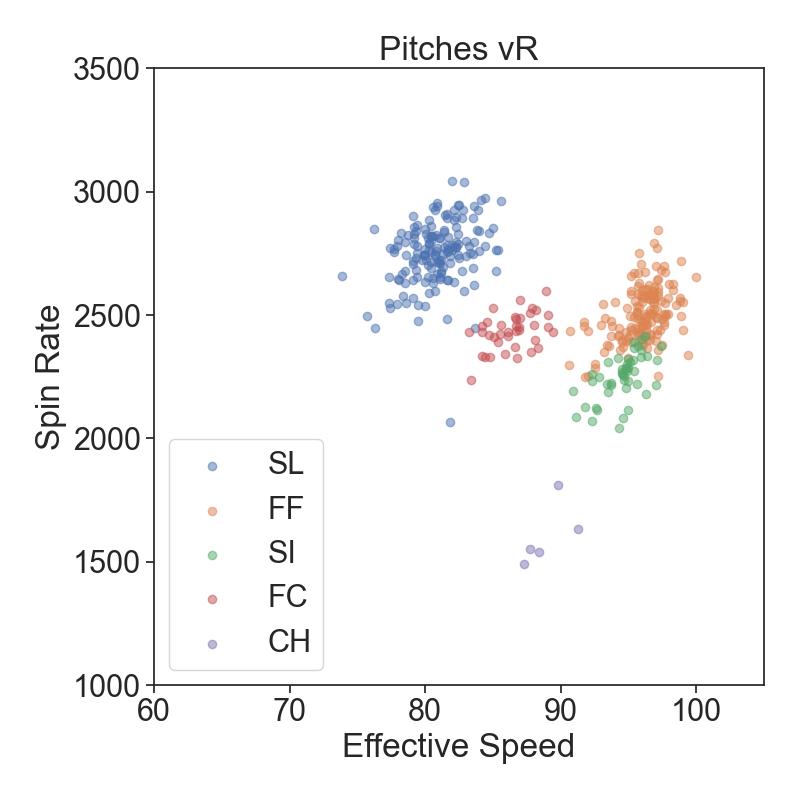 Pitches vR
3500
3000
2500
2000
1500
1000
Spin Rate
SL
FF
SI
FC
CH
60 70 80 90 100
Effective Speed